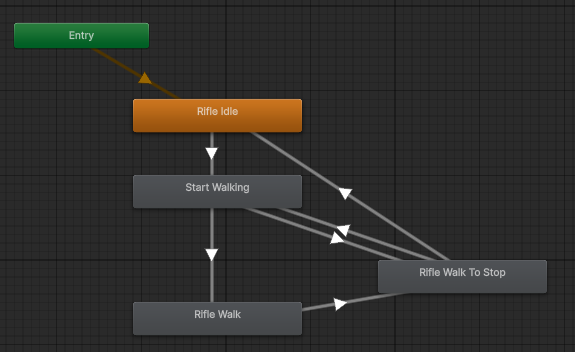 Entry
Rifle Idle
Start Walking
Rifle Walk To Stop
Rifle Walk